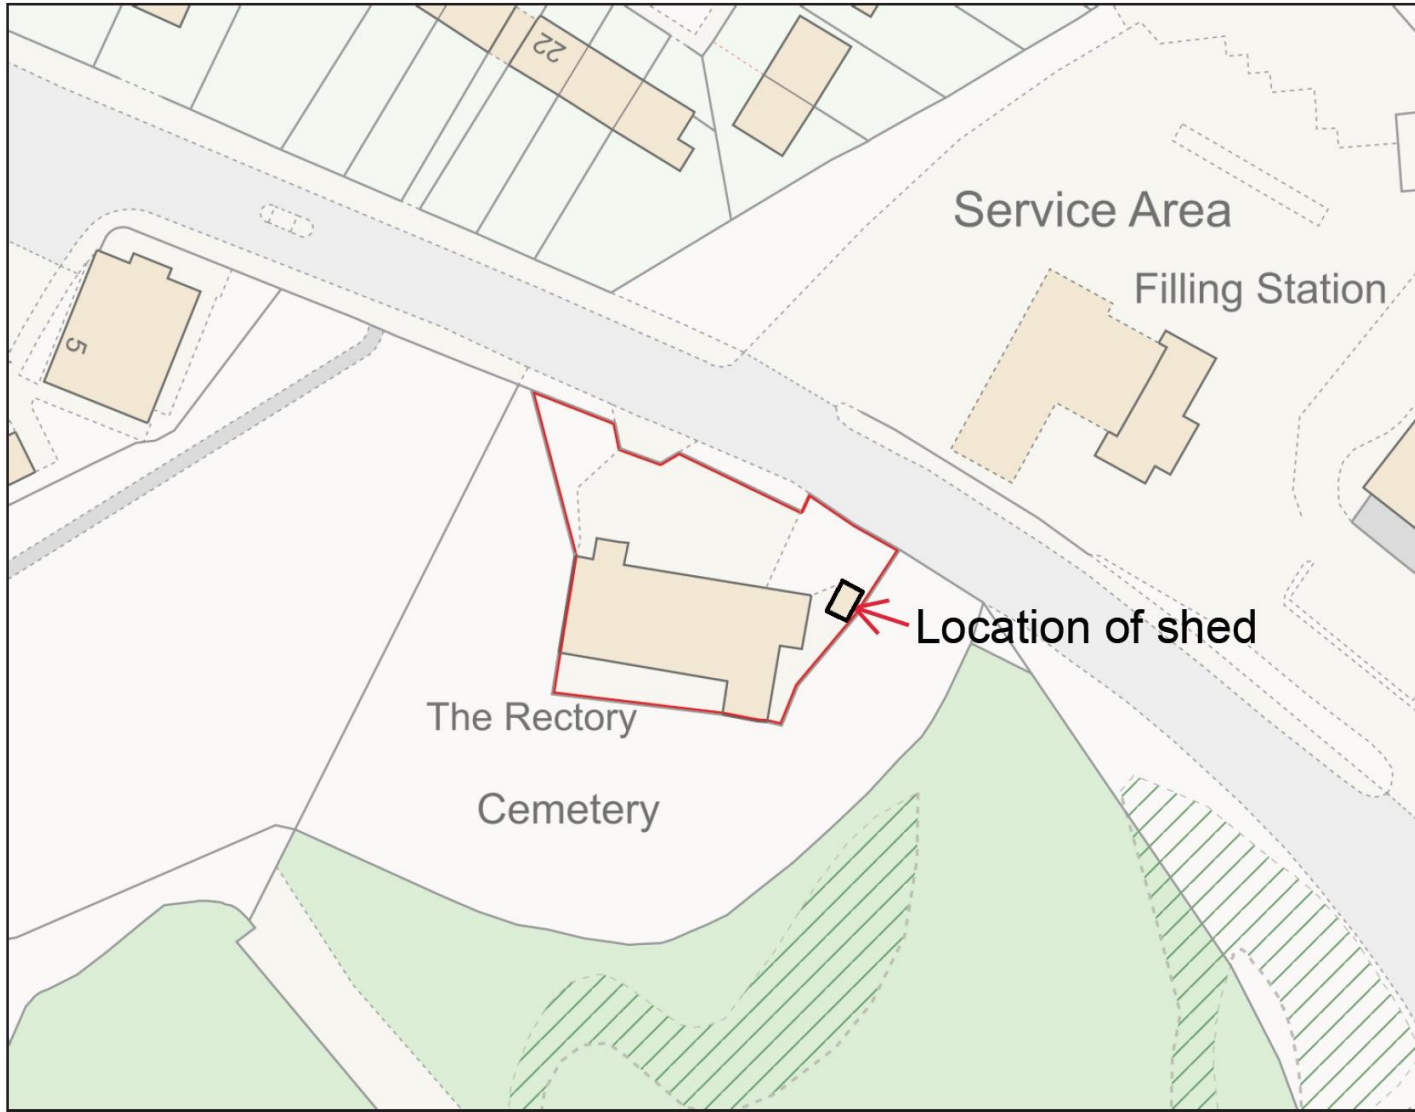 22
Service Area
Filling Station
5
Location of shed
The Rectory
Cemetery